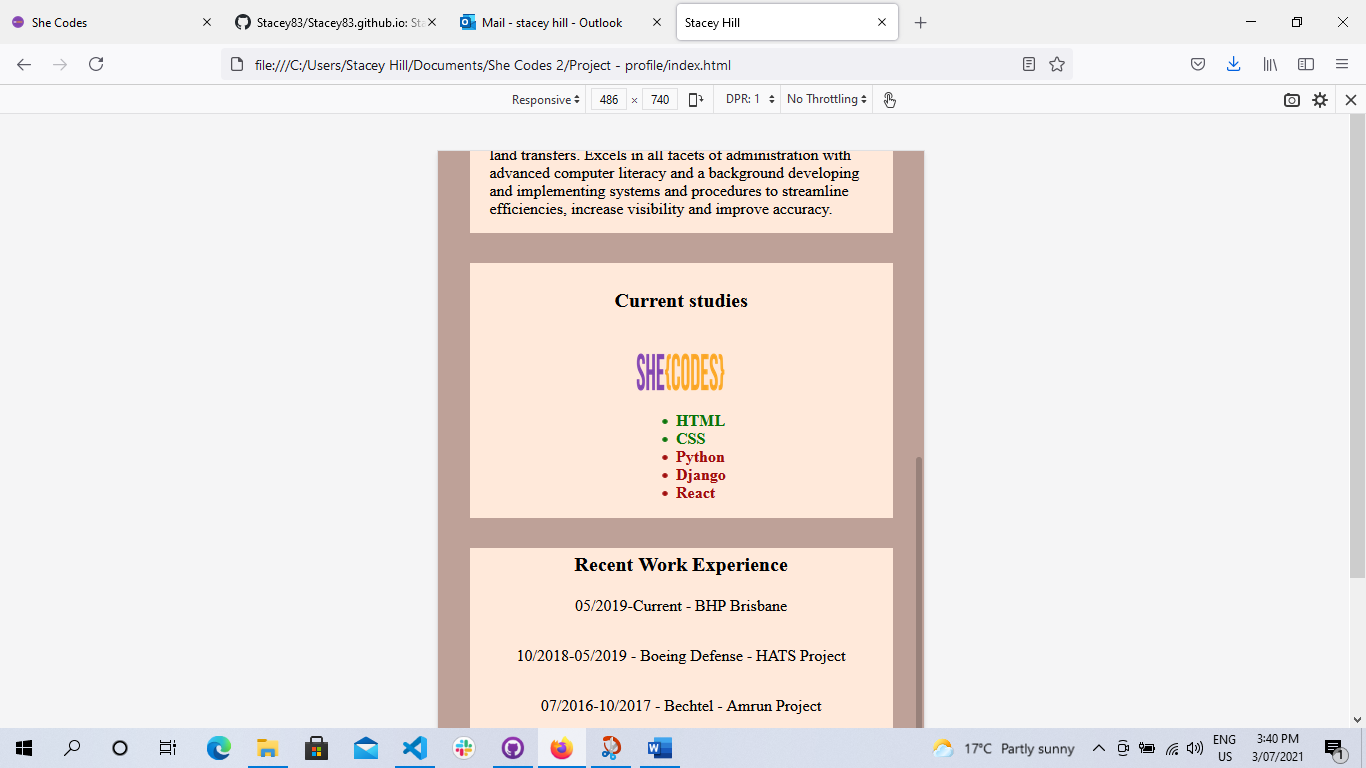 She Codes
Stacey83/Stacey83.github.io: Sta
Mail - stacey hill - Outlook
Stacey Hill
file:///C:/Users/Stacey Hill/Documents/She Codes 2/Project - profile/index.html
Responsive 486 × 740 DPR: 1 No Throttling
land transfers. Excels in all facets of administration with
advanced computer literacy and a background developing
and implementing systems and procedures to streamline
efficiencies, increase visibility and improve accuracy.
Current studies
SHE{CODES}
• HTML
• CSS
• Python
• Django
• React
Recent Work Experience
05/2019-Current - BHP Brisbane
10/2018-05/2019 - Boeing Defense - HATS Project
07/2016-10/2017 - Bechtel - Amrun Project
17°C Partly sunny
ENG
US
3:40 PM
3/07/2021
1